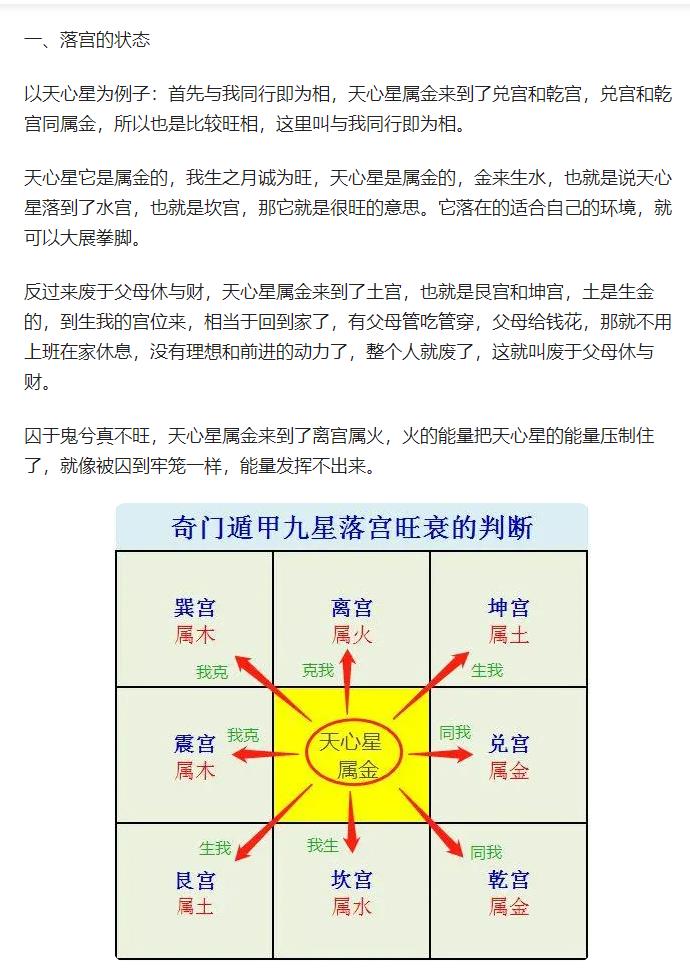 一、落宫的状态
以天心星为例子：首先与我同行即为相，天心星属金来到了兑宫和乾宫，兑宫和乾
宫同属金，所以也是比较旺相，这里叫与我同行即为相。
天心星它是属金的，我生之月诚为旺，天心星是属金的，金来生水，也就是说天心
星落到了水宫，也就是坎宫，那它就是很旺的意思。它落在的适合自己的环境，就
可以大展拳脚。
反过来废于父母休与财，天心星属金来到了土宫，也就是艮宫和坤宫，土是生金
的，到生我的宫位来，相当于回到家了，有父母管吃管穿，父母给钱花，那就不用
上班在家休息，没有理想和前进的动力了，整个人就废了，这就叫废于父母休与
财。
囚于鬼兮真不旺，天心星属金来到了离宫属火，火的能量把天心星的能量压制住
了，就像被囚到牢笼一样，能量发挥不出来。
奇门遁甲九星落宫旺衰的判断
巽宫
属木
我克
离宫
属火
克我
坤宫
属土
生我
震宫
属木
我克
天心星
属金
同我
兑宫
属金
生我
艮宫
属土
我生
坎宫
属水
同我
乾宫
属金